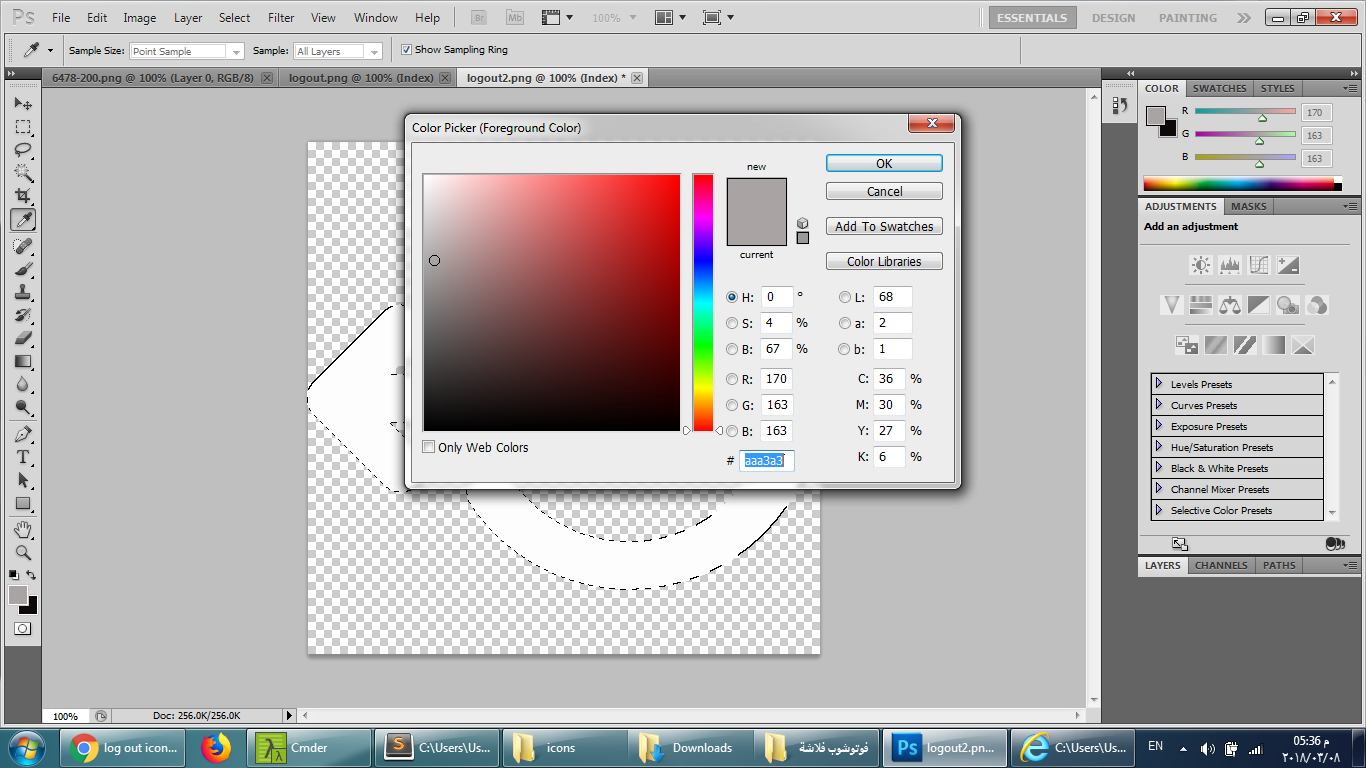 Ps File Edit Image Layer Select Filter View Window Help Br Mb 100% ESSENTIALS DESIGN PAINTING
Sample Size: Point Sample Sample: All Layers Show Sampling Ring
6478-200.png @ 100% (Layer 0, RGB/8) logout.png @ 100% (Index) logout2.png @ 100% (Index) *
Color Picker (Foreground Color)
new
current
OK
Cancel
Add To Swatches
Color Libraries
H: 0 ° L: 68
S: 4 % a: 2
B: 67 % b: 1
R: 170 C: 36 %
G: 163 M: 30 %
B: 163 Y: 27 %
# aaa3a3 K: 6 %
Only Web Colors
COLOR SWATCHES STYLES
R 170
G 163
B 163
ADJUSTMENTS MASKS
Add an adjustment
Levels Presets
Curves Presets
Exposure Presets
Hue/Saturation Presets
Black & White Presets
Channel Mixer Presets
Selective Color Presets
LAYERS CHANNELS PATHS
T
100% Doc: 256.0K/256.0K
log out icon... Cmder C:\Users\Us... icons Downloads فوتوشوب فلاشة Ps logout2.pn... C:\Users\Us... EN
05:36 م
٢٠١٨/٠٣/٠٨